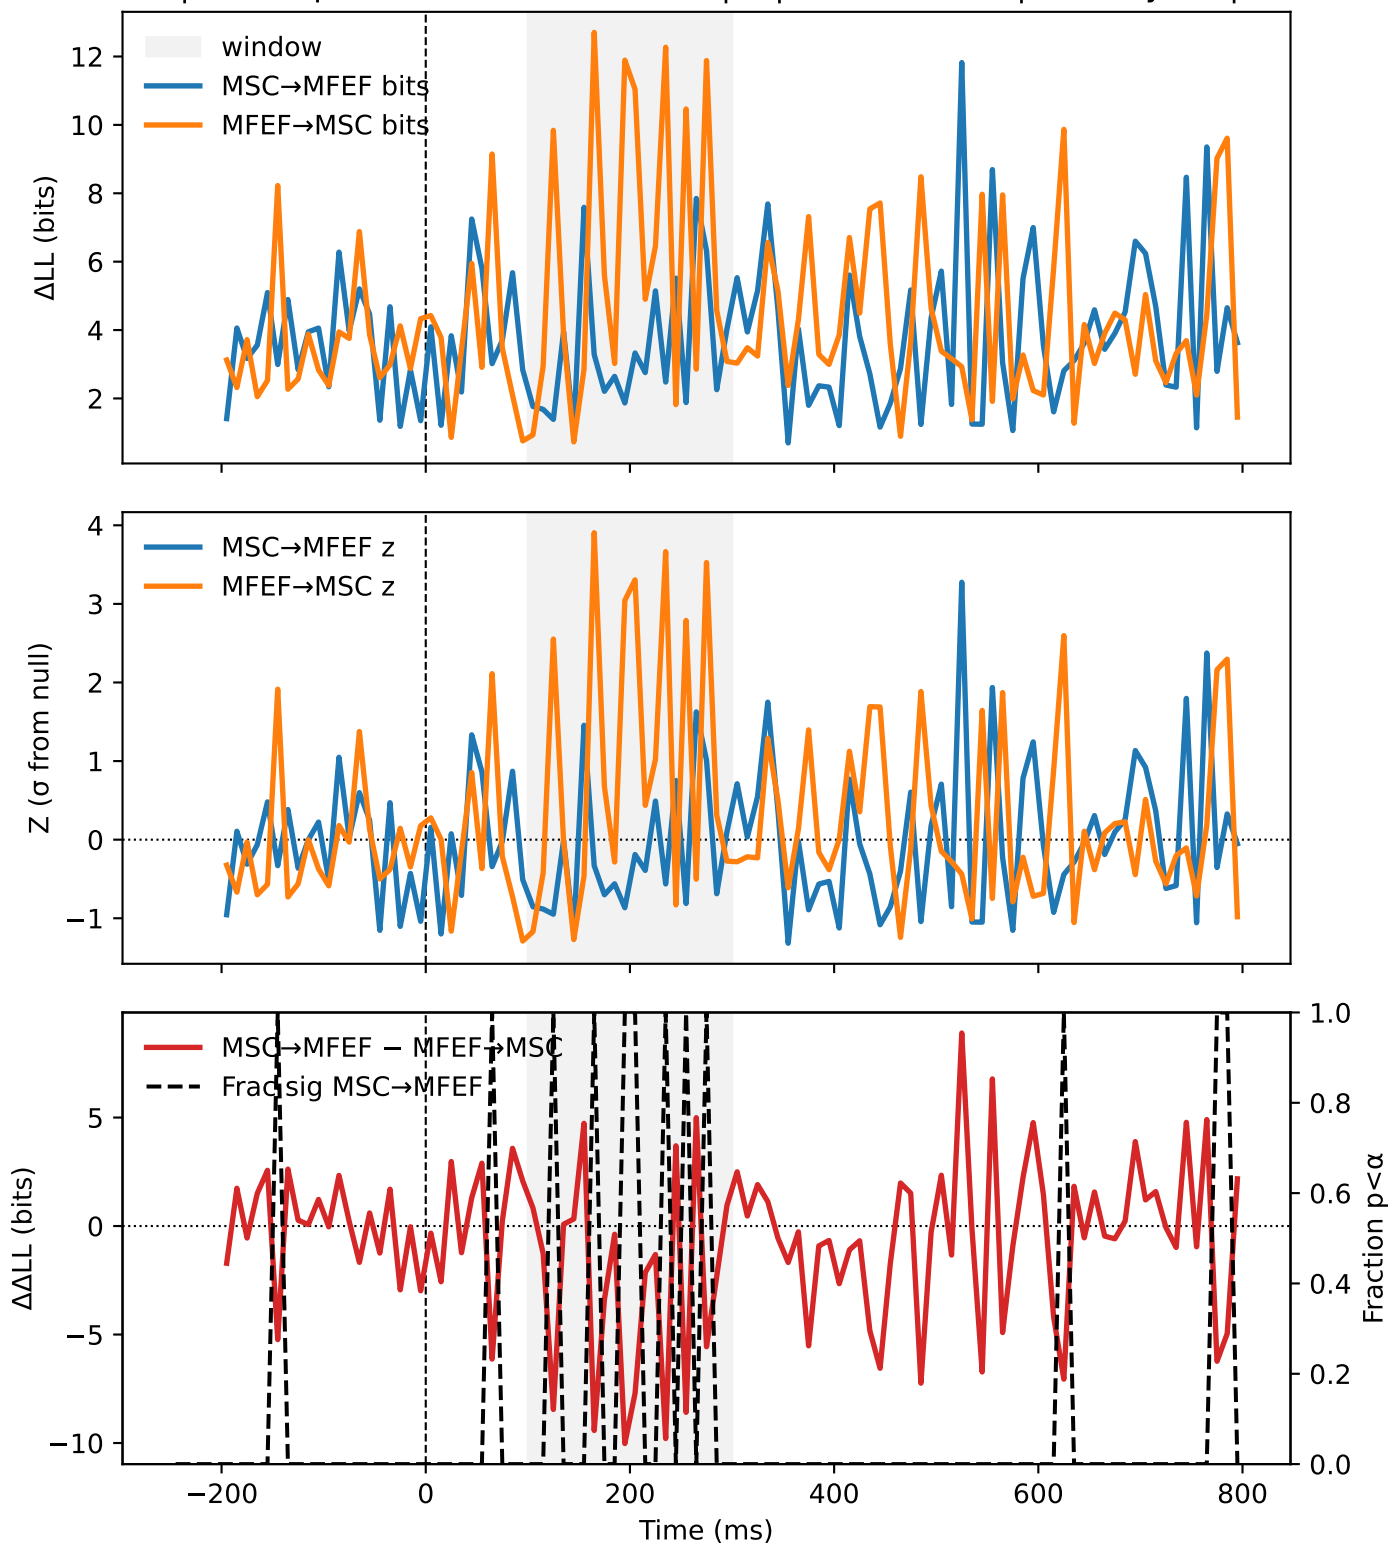 window
MSC→MFEF bits
MFEF→MSC bits
12
10
8
6
4
2
ΔLL (bits)
MSC→MFEF z
MFEF→MSC z
4
3
2
1
0
−1
Z (σ from null)
MSC→MFEF − MFEF→MSC
Frac sig MSC→MFEF
5
0
−5
−10
ΔΔLL (bits)
1.0
0.8
0.6
0.4
0.2
0.0
Fraction p<α
−200 0 200 400 600 800
Time (ms)